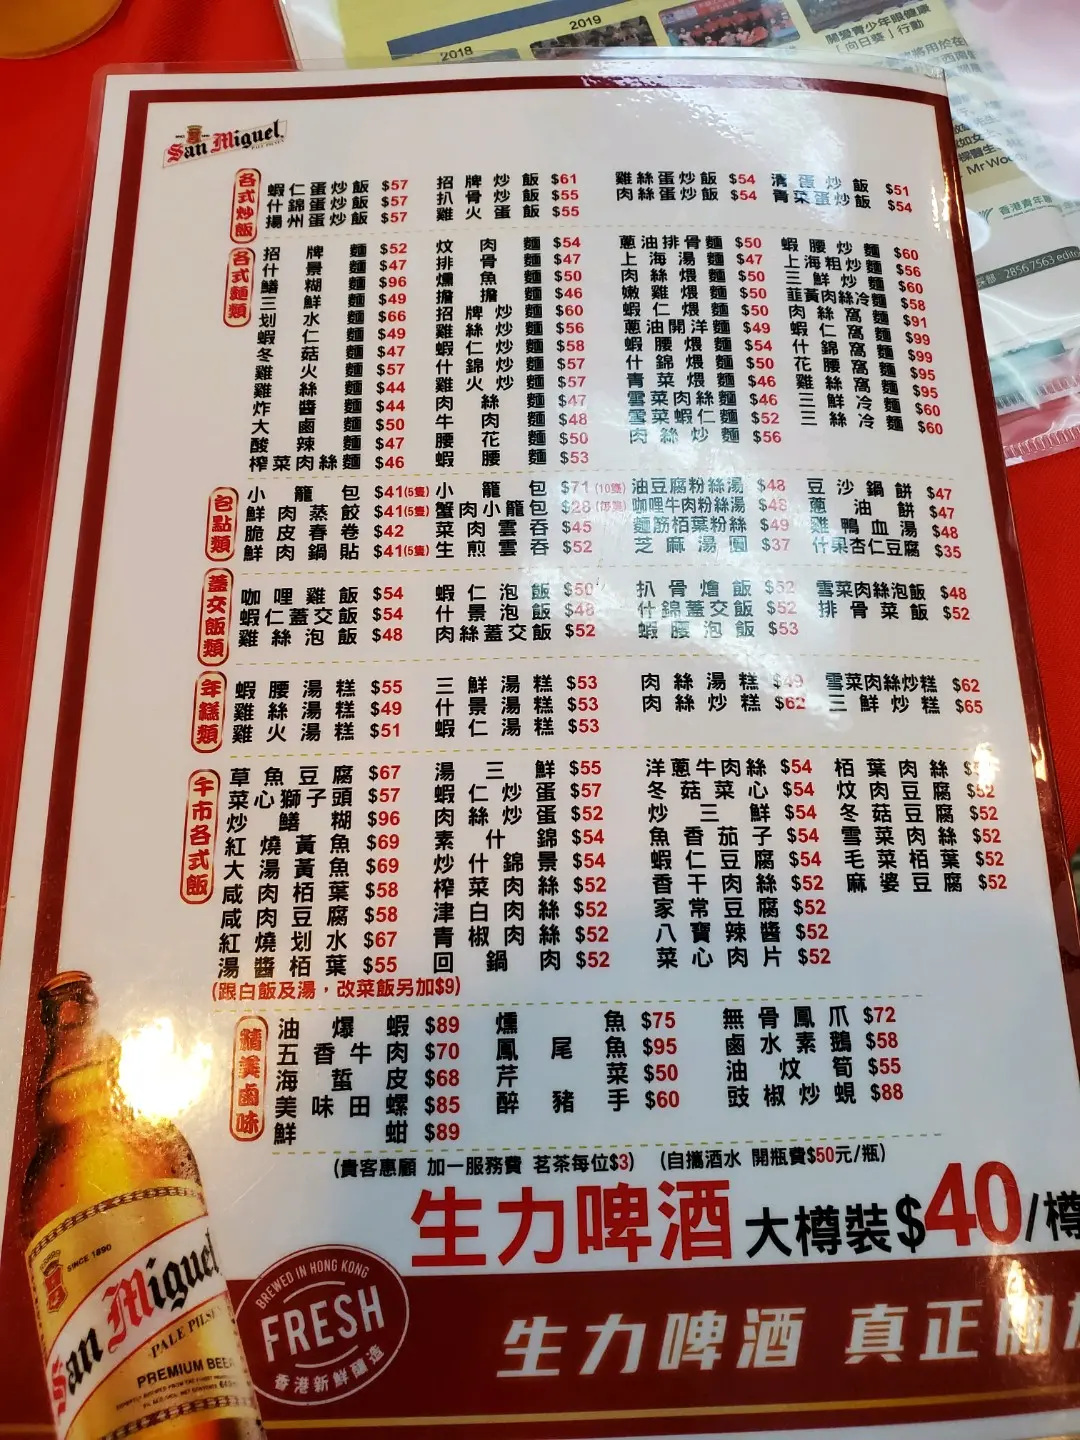 2018
2019
關愛青少年眼健康
「向日葵」行動
Mr Wo
香港青年
2856 7563
San Miguel
PALE PILSEN
各式炒飯
蝦仁蛋炒飯 $57 招牌炒飯 $61 雞絲蛋炒飯 $54 清蛋炒飯 $51
什錦蛋炒飯 $57 扒骨炒飯 $55 肉絲蛋炒飯 $54 青菜蛋炒飯 $54
揚州蛋炒飯 $57 雞火蛋飯 $55
各式麵類
招牌麵 $52 炆肉麵 $54 蔥油排骨麵 $50 蝦腰炒麵 $60
什景麵 $47 排骨麵 $47 上海湯麵 $47 上海粗炒麵 $56
鱔糊麵 $96 燻魚麵 $50 肉絲煨麵 $50 三鮮炒麵 $60
三鮮麵 $49 擔擔麵 $46 嫩雞煨麵 $50 韮黃肉絲冷麵 $58
划水麵 $66 招牌炒麵 $60 蝦仁煨麵 $50 肉絲窩麵 $91
蝦仁麵 $49 雞絲炒麵 $56 蔥油開洋麵 $49 蝦仁窩麵 $99
冬菇麵 $47 蝦仁炒麵 $58 蝦腰煨麵 $54 什錦窩麵 $99
雞火麵 $57 什錦炒麵 $57 什錦煨麵 $50 花腰窩麵 $95
雞絲麵 $44 雞火炒麵 $57 青菜煨麵 $46 雞絲窩麵 $95
炸醬麵 $44 肉絲麵 $47 雪菜肉絲麵 $46 三鮮冷麵 $60
大鹵麵 $50 牛肉麵 $48 雪菜蝦仁麵 $52 三絲冷麵 $60
酸辣麵 $47 腰花麵 $50 肉絲炒麵 $56
榨菜肉絲麵 $46 蝦腰麵 $53
包點類
小籠包 $41(5隻) 小籠包 $71(10隻) 油豆腐粉絲湯 $48 豆沙鍋餅 $47
鮮肉蒸餃 $41(5隻) 蟹肉小籠包 $28(每隻) 咖哩牛肉粉絲湯 $48 蔥油餅 $47
脆皮春卷 $42 菜肉雲吞 $45 麵筋栢葉粉絲 $49 雞鴨血湯 $48
鮮肉鍋貼 $41(5隻) 生煎雲吞 $52 芝麻湯圓 $37 什果杏仁豆腐 $35
蓋交飯類
咖哩雞飯 $54 蝦仁泡飯 $50 扒骨燴飯 $52 雪菜肉絲泡飯 $48
蝦仁蓋交飯 $54 什景泡飯 $48 什錦蓋交飯 $52 排骨菜飯 $52
雞絲泡飯 $48 肉絲蓋交飯 $52 蝦腰泡飯 $53
年糕類
蝦腰湯糕 $55 三鮮湯糕 $53 肉絲湯糕 $49 雪菜肉絲炒糕 $62
雞絲湯糕 $49 什景湯糕 $53 肉絲炒糕 $62 三鮮炒糕 $65
雞火湯糕 $51 蝦仁湯糕 $53
午市各式飯
草魚豆腐 $67 湯三鮮 $55 洋蔥牛肉絲 $54 栢葉肉絲
菜心獅子頭 $57 蝦仁炒蛋 $57 冬菇菜心 $54 炆肉豆腐 $52
炒鱔糊 $96 肉絲炒蛋 $52 炒三鮮 $54 冬菇豆腐 $52
紅燒黃魚 $69 素什錦 $54 魚香茄子 $54 雪菜肉絲 $52
大湯黃魚 $69 炒什錦景 $54 蝦仁豆腐 $54 毛菜栢葉 $52
咸肉栢葉 $58 榨菜肉絲 $52 香干肉絲 $52 麻婆豆腐 $52
咸肉豆腐 $58 津白肉絲 $52 家常豆腐 $52
紅燒划水 $67 青椒肉絲 $52 八寶辣醬 $52
湯醬栢葉 $55 回鍋肉 $52 菜心肉片 $52
(跟白飯及湯，改菜飯另加$9)
精美鹵味
油爆蝦 $89 燻魚 $75 無骨鳳爪 $72
五香牛肉 $70 鳳尾魚 $95 鹵水素鵝 $58
海蜇皮 $68 芹菜 $50 油炆筍 $55
美味田螺 $85 醉豬手 $60 豉椒炒蜆 $88
鮮蚶 $89
(貴客惠顧 加一服務費 茗茶每位$3) (自攜酒水 開瓶費$50元/瓶)
生力啤酒 大樽裝$40/樽
BREWED IN HONG KONG
FRESH
香港新鮮釀造
生力啤酒 真正開
SINCE 1890
San Miguel
PALE PILSEN
PREMIUM BEER